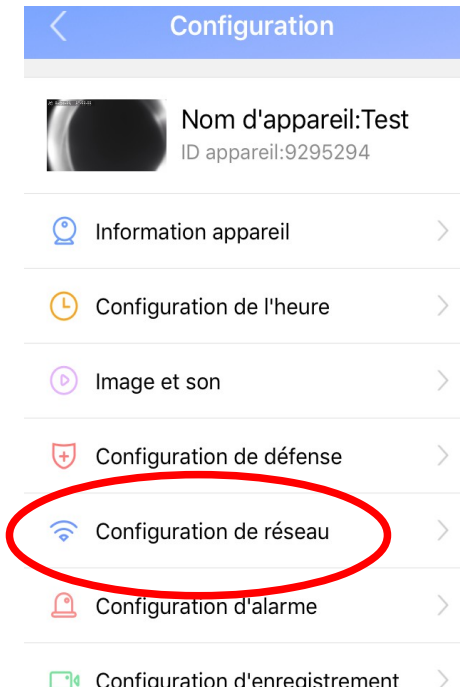 Configuration
Nom d'appareil:Test
ID appareil:9295294
Information appareil
Configuration de l'heure
Image et son
Configuration de défense
Configuration de réseau
Configuration d'alarme
Configuration d'enregistrement